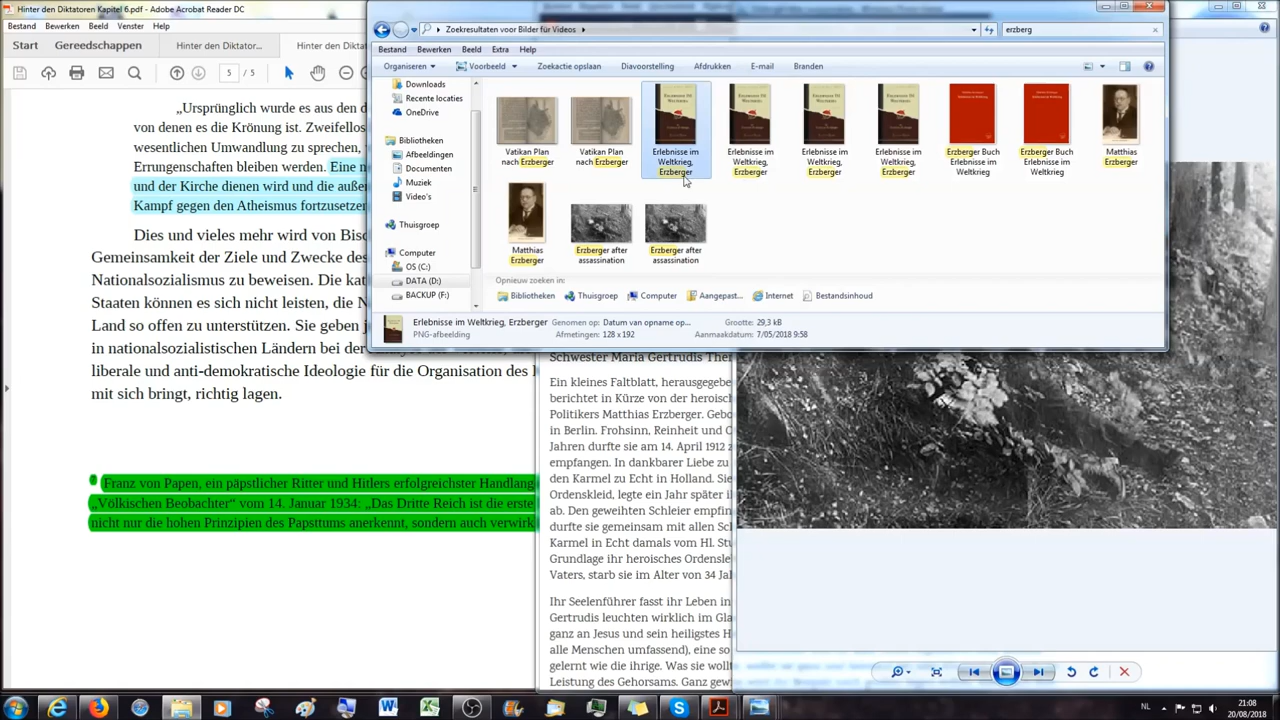 Hinter den Diktatoren Kapitel 6.pdf - Adobe Acrobat Reader DC
Bestand Bewerken Beeld Venster Help
Start Gereedschappen Hinter den Diktator... Hinter den Dikta
5 / 5
„Ursprünglich wurde es aus den d
von denen es die Krönung ist. Zweifellos
wesentlichen Umwandlung zu sprechen,
Errungenschaften bleiben werden. Eine n
und der Kirche dienen wird und die auße
Kampf gegen den Atheismus fortzusetzen
Dies und vieles mehr wird von Bisc
Gemeinsamkeit der Ziele und Zwecke des
Nationalsozialismus zu beweisen. Die kat
Staaten können es sich nicht leisten, die N
Land so offen zu unterstützen. Sie geben j
in nationalsozialistischen Ländern bei der
liberale und anti-demokratische Ideologie für die Organisation des
mit sich bringt, richtig lagen.
Franz von Papen, ein päpstlicher Ritter und Hitlers erfolgreichster Handlang
„Völkischen Beobachter“ vom 14. Januar 1934: „Das Dritte Reich ist die erste
nicht nur die hohen Prinzipien des Papsttums anerkennt, sondern auch verwirk
Zoekresultaten voor Bilder für Videos
erzberg
Bestand Bewerken Beeld Extra Help
Organiseren Voorbeeld Zoekactie opslaan Diavoorstelling Afdrukken E-mail Branden
Downloads
Recente locaties
OneDrive
Bibliotheken
Afbeeldingen
Documenten
Muziek
Video's
Thuisgroep
Computer
OS (C:)
DATA (D:)
BACKUP (F:)
Vatikan Plan nach Erzberger
Vatikan Plan nach Erzberger
Erlebnisse im Weltkrieg, Erzberger
Erlebnisse im Weltkrieg, Erzberger
Erlebnisse im Weltkrieg, Erzberger
Erlebnisse im Weltkrieg, Erzberger
Erzberger Buch Erlebnisse im Weltkrieg
Erzberger Buch Erlebnisse im Weltkrieg
Matthias Erzberger
Matthias Erzberger
Erzberger after assassination
Erzberger after assassination
Opnieuw zoeken in:
Bibliotheken Thuisgroep Computer Aangepast... Internet Bestandsinhoud
Erlebnisse im Weltkrieg, Erzberger Genomen op: Datum van opname op... Grootte: 29,3 kB
PNG-afbeelding Afmetingen: 128 x 192 Aanmaakdatum: 7/05/2018 9:58
Schwester Maria Gertrudis Ther
Ein kleines Faltblatt, herausgegebe
berichtet in Kürze von der heroisc
Politikers Matthias Erzberger. Gebo
in Berlin. Frohsinn, Reinheit und O
Jahren durfte sie am 14. April 1912 z
empfangen. In dankbarer Liebe zu
den Karmel zu Echt in Holland. Sie
Ordenskleid, legte ein Jahr später i
ab. Den geweihten Schleier empfin
durfte sie gemeinsam mit allen Sch
Karmel in Echt damals vom Hl. Stu
Grundlage ihr heroisches Ordensle
Vaters, starb sie im Alter von 34 Jah
Ihr Seelenführer fasst ihr Leben in
Gertrudis leuchten wirklich im Gla
ganz an Jesus und sein heiligstes H
alle Menschen umfassend), eine so
gelernt wie die ihrige. Was sie wollt
Leistung des Gehorsams. Ganz gew
NL
21:08
20/08/2018